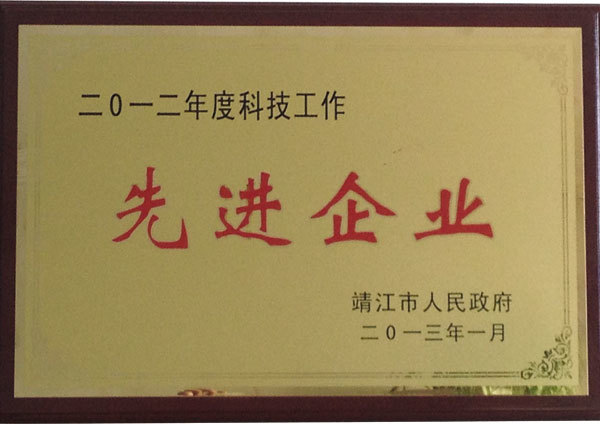 二0一二年度科技工作
先进企业
靖江市人民政府
二0一三年一月